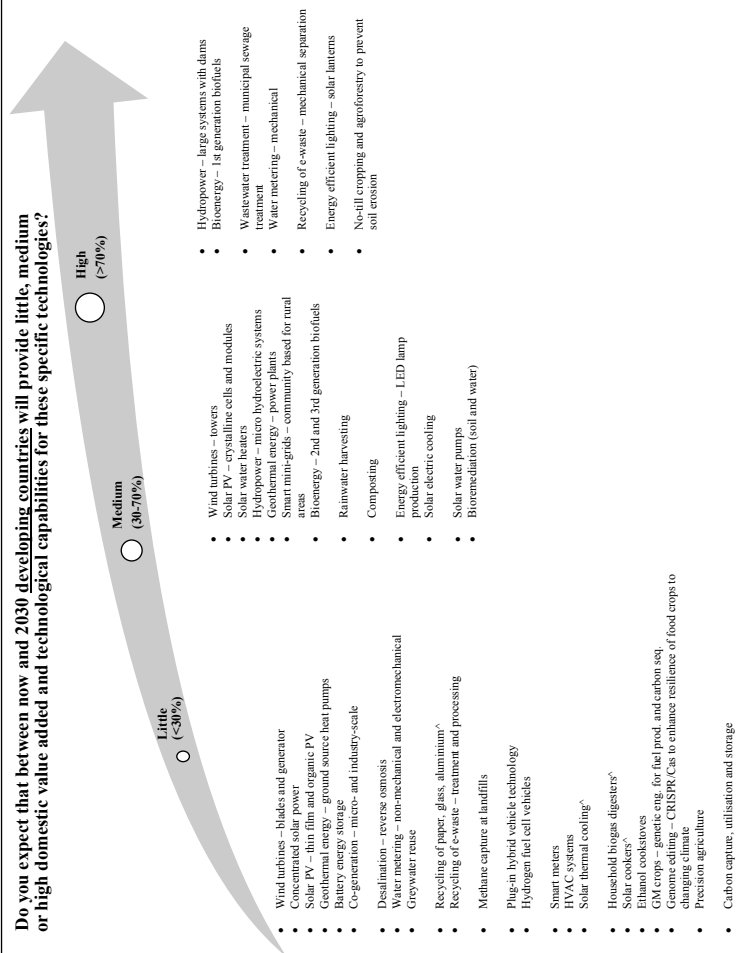 Do you expect that between now and 2030 developing countries will provide little, medium
or high domestic value added and technological capabilities for these specific technologies?
Little
(<30%)
Medium
(30-70%)
High
(>70%)
• Wind turbines – blades and generator
• Concentrated solar power
• Solar PV – thin film and organic PV
• Geothermal energy – ground source heat pumps
• Battery energy storage
• Co-generation – micro- and industry-scale
• Desalination – reverse osmosis
• Water metering – non-mechanical and electromechanical
• Greywater reuse
• Recycling of paper, glass, aluminium^
• Recycling of e-waste – treatment and processing
• Methane capture at landfills
• Plug-in hybrid vehicle technology
• Hydrogen fuel cell vehicles
• Smart meters
• HVAC systems
• Solar thermal cooling^
• Household biogas digesters^
• Solar cookers^
• Ethanol cookstoves
• GM crops – genetic eng. for fuel prod. and carbon seq.
• Genome editing – CRISPR/Cas to enhance resilience of food crops to
changing climate
• Precision agriculture
• Carbon capture, utilisation and storage
• Wind turbines – towers
• Solar PV – crystalline cells and modules
• Solar water heaters
• Hydropower – micro hydroelectric systems
• Geothermal energy – power plants
• Smart mini-grids – community based for rural
areas
• Bioenergy – 2nd and 3rd generation biofuels
• Rainwater harvesting
• Composting
• Energy efficient lighting – LED lamp
production
• Solar electric cooling
• Solar water pumps
• Bioremediation (soil and water)
• Hydropower – large systems with dams
• Bioenergy – 1st generation biofuels
• Wastewater treatment – municipal sewage
treatment
• Water metering – mechanical
• Recycling of e-waste – mechanical separation
• Energy efficient lighting – solar lanterns
• No-till cropping and agroforestry to prevent
soil erosion